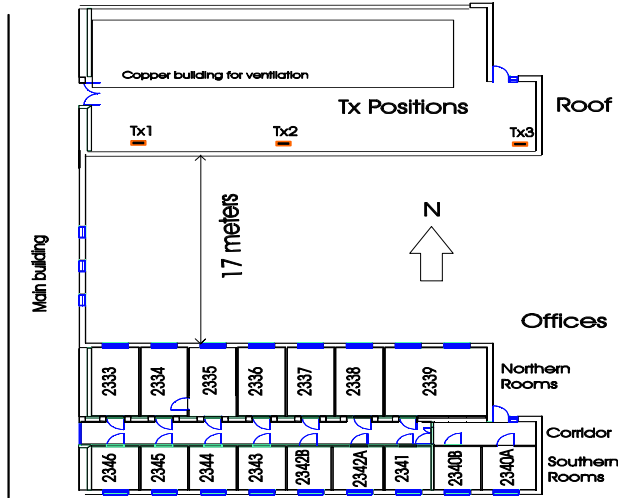 Copper building for ventilation
Tx Positions
Roof
Tx1
Tx2
Tx3
Main building
17 meters
N
Offices
2333
2334
2335
2336
2337
2338
2339
Northern
Rooms
Corridor
2346
2345
2344
2343
2342B
2342A
2341
2340B
2340A
Southern
Rooms